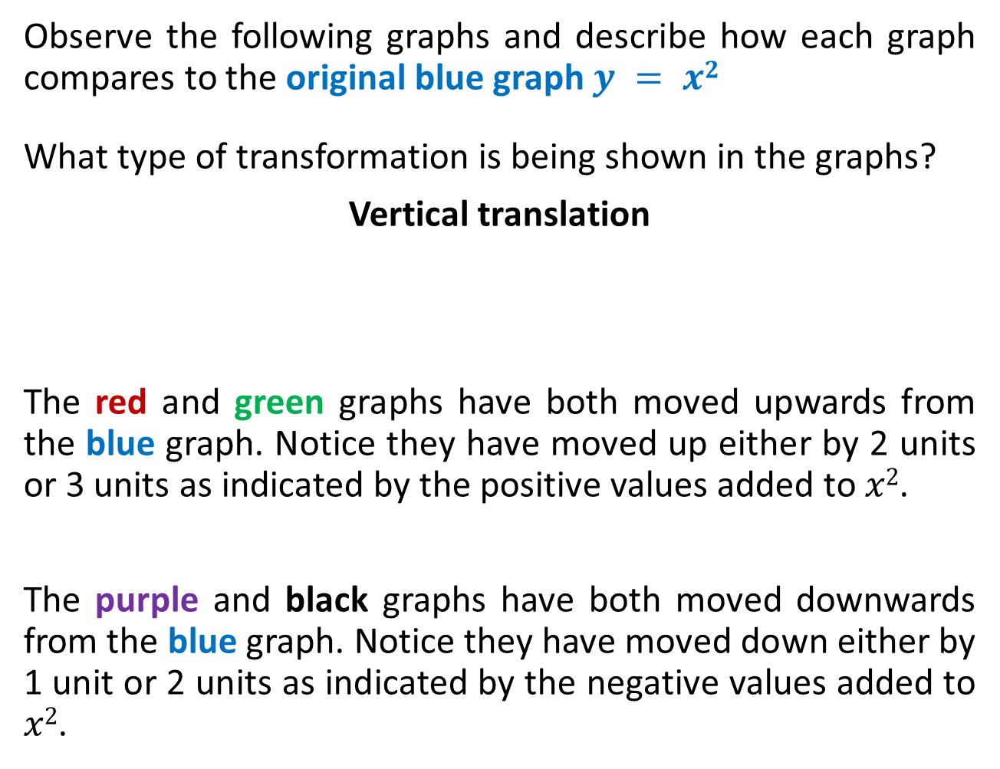 Observe the following graphs and describe how each graph
compares to the original blue graph y = x²
What type of transformation is being shown in the graphs?
Vertical translation
The red and green graphs have both moved upwards from
the blue graph. Notice they have moved up either by 2 units
or 3 units as indicated by the positive values added to x².
The purple and black graphs have both moved downwards
from the blue graph. Notice they have moved down either by
1 unit or 2 units as indicated by the negative values added to
x².